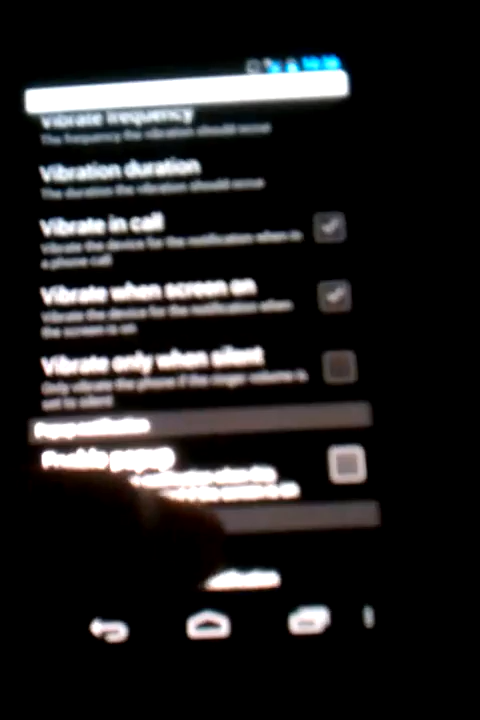 Vibrate frequency
The frequency the vibration should occur
Vibration duration
The duration the vibration should occur
Vibrate in call
Vibrate the device for the notification when in
a phone call
Vibrate when screen on
Vibrate the device for the notification when
the screen is on
Vibrate only when silent
Only vibrate the phone if the ringer volume is
set to silent
Enable popup